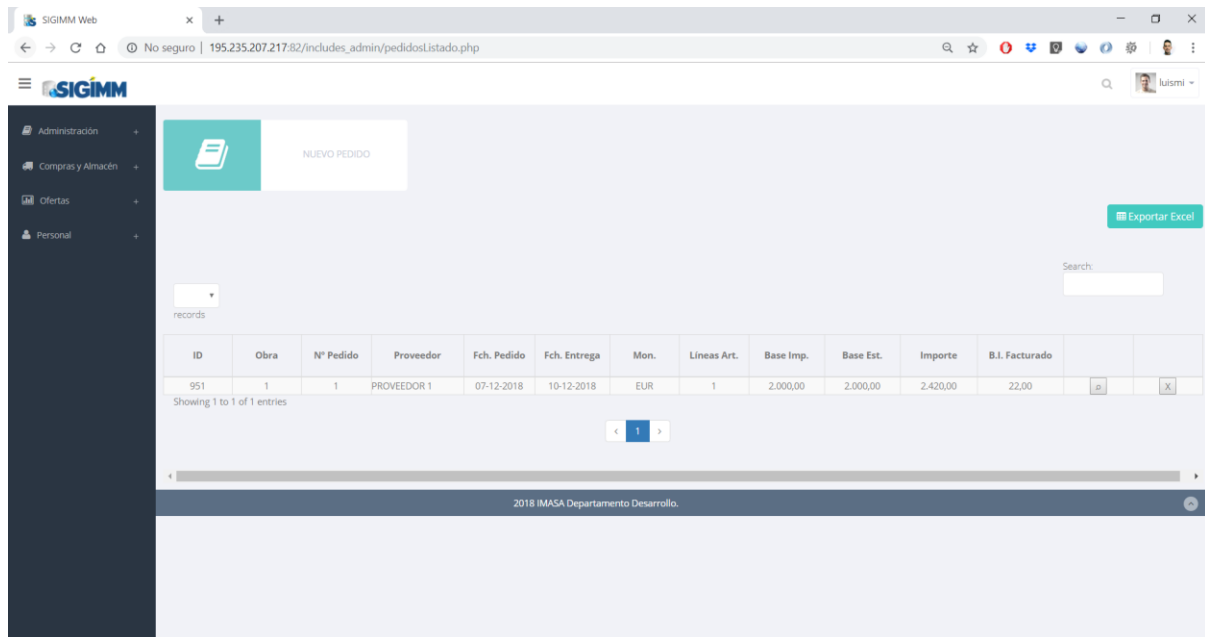 SIGIMM Web
No seguro | 195.235.207.217:82/includes_admin/pedidosListado.php
SIGÍMM
luismi
Administración +
Compras y Almacén +
Ofertas +
Personal +
NUEVO PEDIDO
Exportar Excel
Search:
records
ID Obra Nº Pedido Proveedor Fch. Pedido Fch. Entrega Mon. Líneas Art. Base Imp. Base Est. Importe B.I. Facturado
951 1 1 PROVEEDOR 1 07-12-2018 10-12-2018 EUR 1 2.000,00 2.000,00 2.420,00 22,00 X
Showing 1 to 1 of 1 entries
< 1 >
2018 IMASA Departamento Desarrollo.